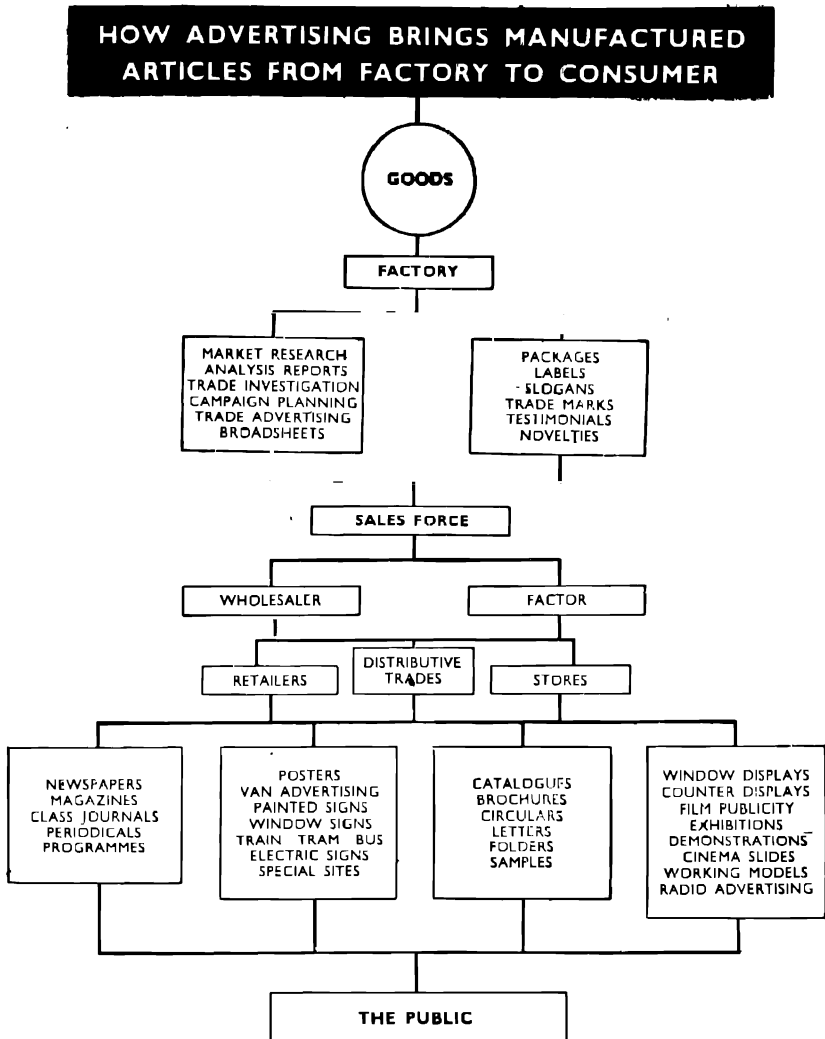 HOW ADVERTISING BRINGS MANUFACTURED
ARTICLES FROM FACTORY TO CONSUMER
GOODS
FACTORY
MARKET RESEARCH
ANALYSIS REPORTS
TRADE INVESTIGATION
CAMPAIGN PLANNING
TRADE ADVERTISING
BROADSHEETS
PACKAGES
LABELS
SLOGANS
TRADE MARKS
TESTIMONIALS
NOVELTIES
SALES FORCE
WHOLESALER
FACTOR
RETAILERS
DISTRIBUTIVE
TRADES
STORES
NEWSPAPERS
MAGAZINES
CLASS JOURNALS
PERIODICALS
PROGRAMMES
POSTERS
VAN ADVERTISING
PAINTED SIGNS
WINDOW SIGNS
TRAIN TRAM BUS
ELECTRIC SIGNS
SPECIAL SITES
CATALOGUES
BROCHURES
CIRCULARS
LETTERS
FOLDERS
SAMPLES
WINDOW DISPLAYS
COUNTER DISPLAYS
FILM PUBLICITY
EXHIBITIONS
DEMONSTRATIONS
CINEMA SLIDES
WORKING MODELS
RADIO ADVERTISING
THE PUBLIC